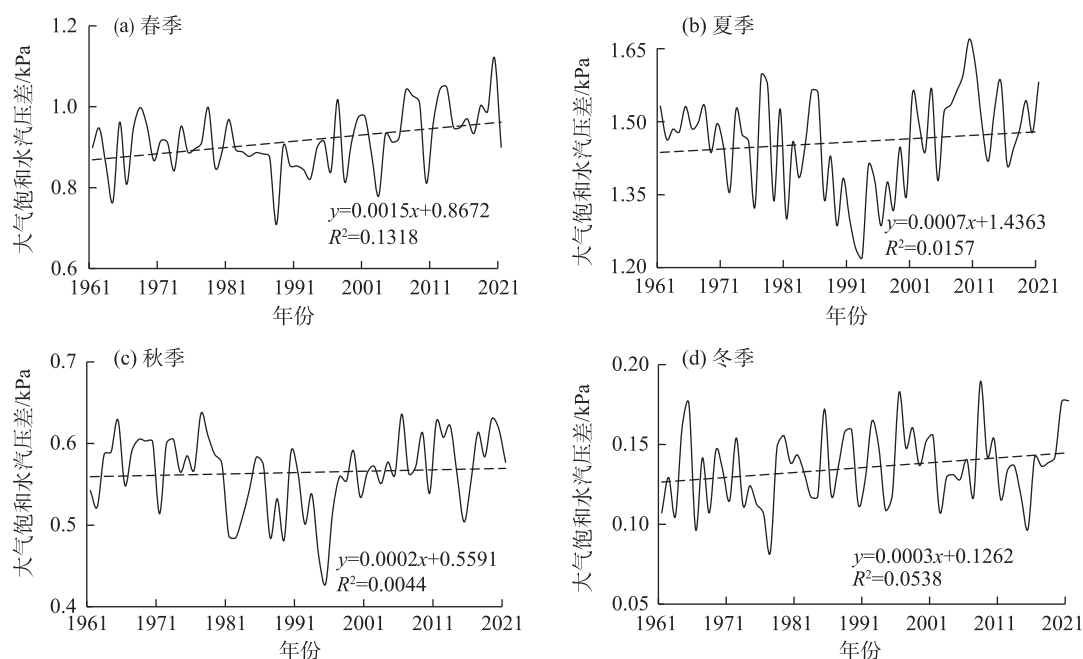 (a) 春季
大气饱和水汽压差/kPa
1.2
1.0
0.8
0.6
y=0.0015x+0.8672
R²=0.1318
1961 1971 1981 1991 2001 2011 2021
年份
(b) 夏季
大气饱和水汽压差/kPa
1.65
1.50
1.35
1.20
y=0.0007x+1.4363
R²=0.0157
1961 1971 1981 1991 2001 2011 2021
年份
(c) 秋季
大气饱和水汽压差/kPa
0.7
0.6
0.5
0.4
y=0.0002x+0.5591
R²=0.0044
1961 1971 1981 1991 2001 2011 2021
年份
(d) 冬季
大气饱和水汽压差/kPa
0.20
0.15
0.10
0.05
y=0.0003x+0.1262
R²=0.0538
1961 1971 1981 1991 2001 2011 2021
年份